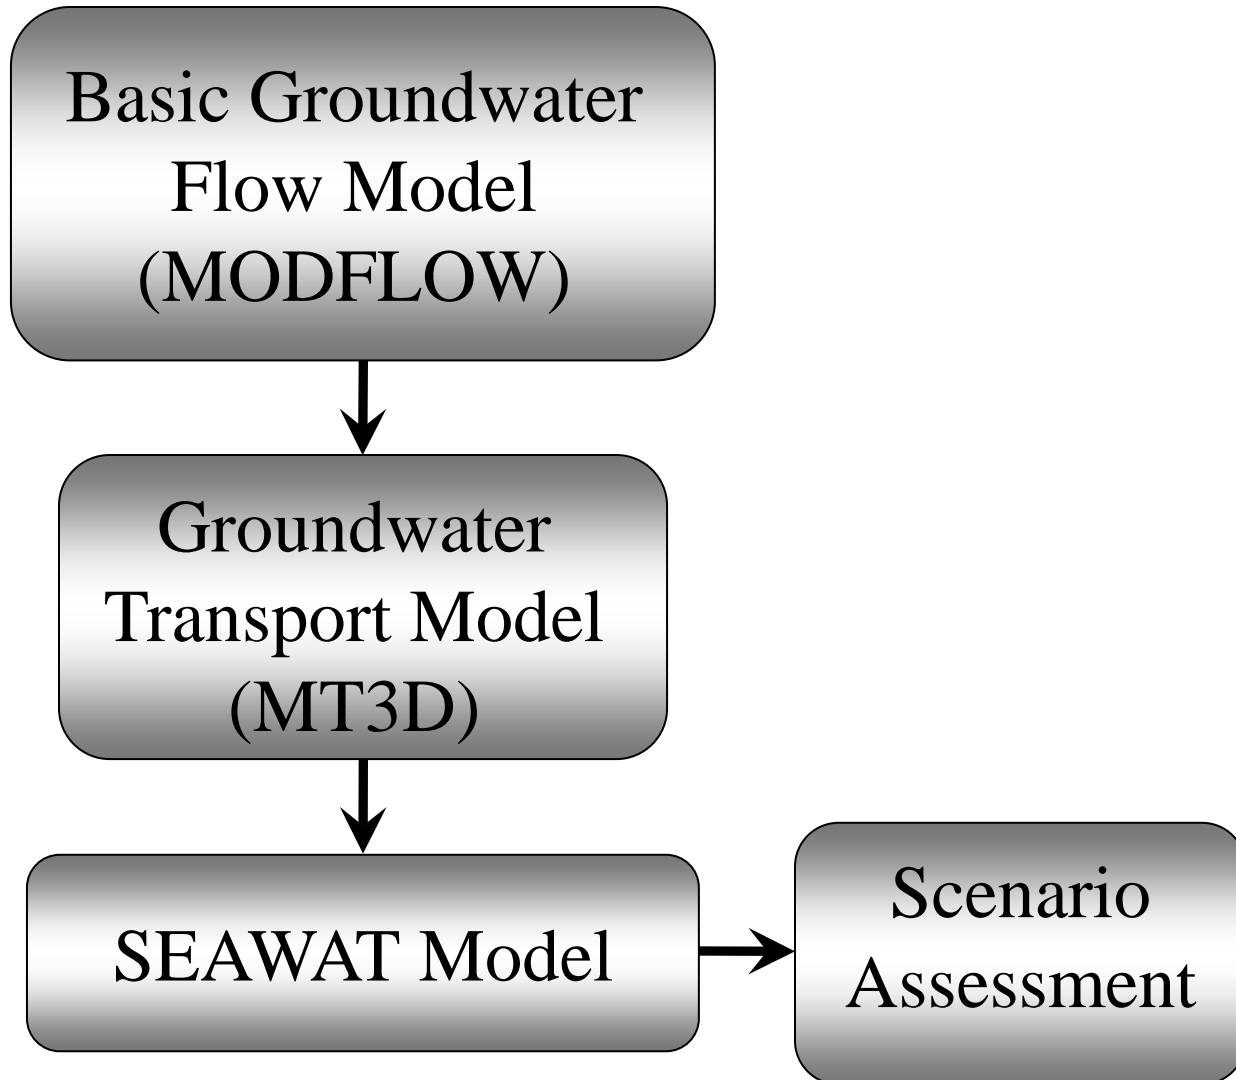 Basic Groundwater
Flow Model
(MODFLOW)
Groundwater
Transport Model
(MT3D)
SEAWAT Model
Scenario
Assessment